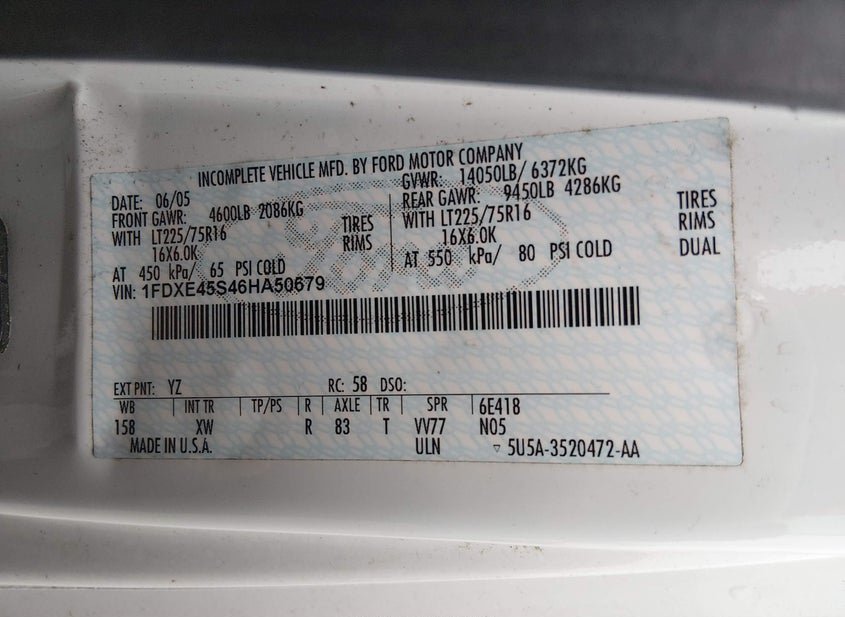 INCOMPLETE VEHICLE MFD. BY FORD MOTOR COMPANY
DATE: 06/05 GVWR: 14050LB/ 6372KG
FRONT GAWR: 4600LB 2086KG REAR GAWR: 9450LB 4286KG
WITH LT225/75R16 TIRES WITH LT225/75R16 TIRES
16X6.0K RIMS 16X6.0K RIMS
AT 450 kPa/ 65 PSI COLD AT 550 kPa/ 80 PSI COLD DUAL
VIN: 1FDXE45S46HA50679
Ford
EXT PNT: YZ RC: 58 DSO:
WB INT TR TP/PS R AXLE TR SPR 6E418
158 XW R 83 T VV77 N05
MADE IN U.S.A. ULN ▽ 5U5A-3520472-AA